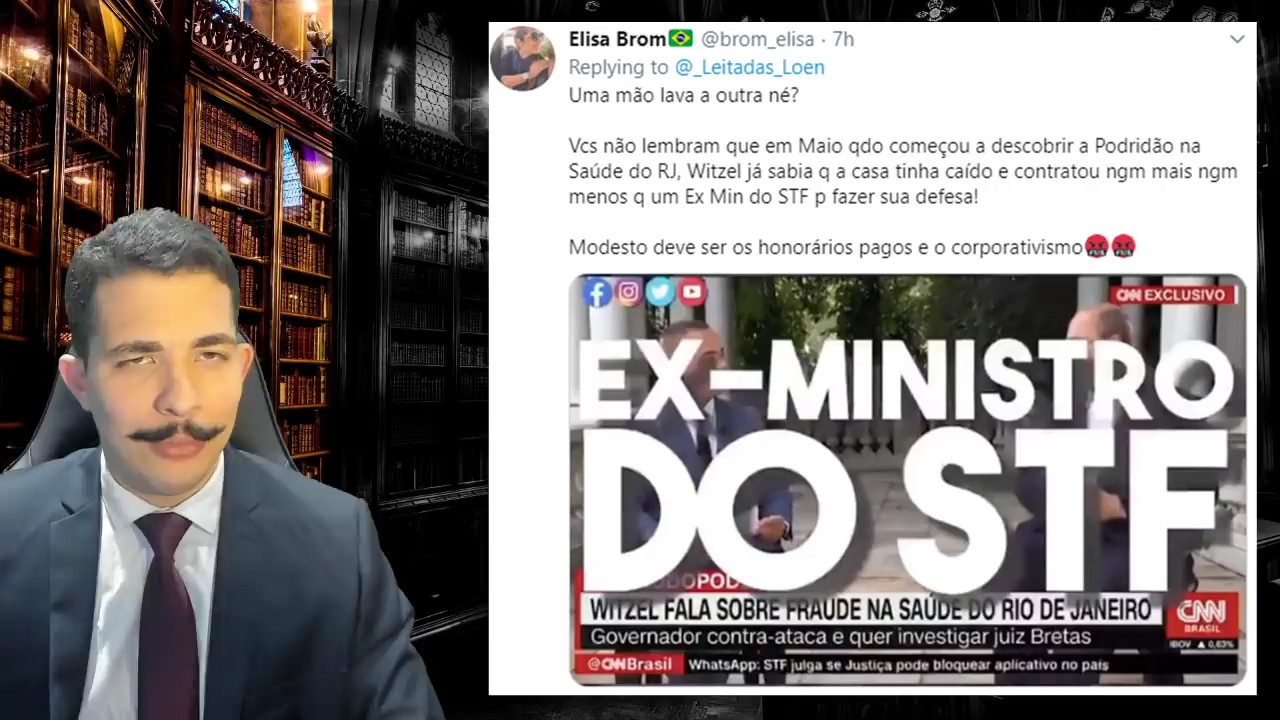 Elisa Brom🇧🇷 @brom_elisa · 7h
Replying to @_Leitadas_Loen
Uma mão lava a outra né?
Vcs não lembram que em Maio qdo começou a descobrir a Podridão na
Saúde do RJ, Witzel já sabia q a casa tinha caído e contratou ngm mais ngm
menos q um Ex Min do STF p fazer sua defesa!
Modesto deve ser os honorários pagos e o corporativismo🤬🤬
CNN EXCLUSIVO
EX-MINISTRO
DO STF
WITZEL FALA SOBRE FRAUDE NA SAÚDE DO RIO DE JANEIRO
Governador contra-ataca e quer investigar juiz Bretas
CNN
BRASIL
IBOV ▲ 0,63%
@CNNBrasil WhatsApp: STF julga se Justiça pode bloquear aplicativo no país